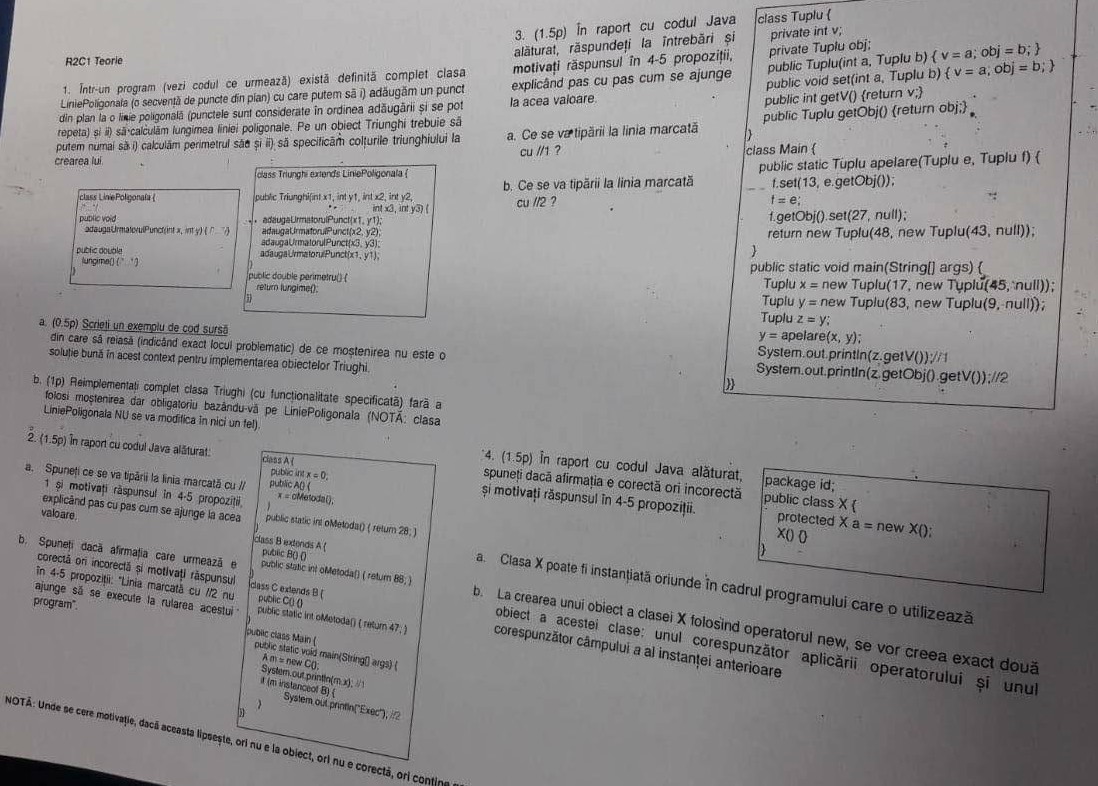 R2C1 Teorie
1. Într-un program (vezi codul ce urmează) există definită complet clasa
LiniePoligonala (o secvență de puncte din plan) cu care putem să i) adăugăm un punct
din plan la o linie poligonală (punctele sunt considerate în ordinea adăugării și se pot
repeta) și ii) să calculăm lungimea liniei poligonale. Pe un obiect Triunghi trebuie să
putem numai să i) calculăm perimetrul său și ii) să specificăm colțurile triunghiului la
crearea lui.
class LiniePoligonala {
/*...*/
public void
adaugaUrmatorulPunct(int x, int y) { /*...*/}
public double
lungime() {/*...*/}
}
class Triunghi extends LiniePoligonala {
public Triunghi(int x1, int y1, int x2, int y2,
int x3, int y3) {
adaugaUrmatorulPunct(x1, y1);
adaugaUrmatorulPunct(x2, y2);
adaugaUrmatorulPunct(x3, y3);
adaugaUrmatorulPunct(x1, y1);
}
public double perimetru() {
return lungime();
}}
a. (0.5p) Scrieți un exemplu de cod sursă
din care să reiasă (indicând exact locul problematic) de ce moștenirea nu este o
soluție bună în acest context pentru implementarea obiectelor Triughi.
b. (1p) Reimplementați complet clasa Triughi (cu funcționalitate specificată) fară a
folosi moștenirea dar obligatoriu bazându-vă pe LiniePoligonala (NOTĂ: clasa
LiniePoligonala NU se va modifica în nici un fel).
2. (1.5p) În raport cu codul Java alăturat:
a. Spuneți ce se va tipării la linia marcată cu //
1 și motivați răspunsul în 4-5 propoziții,
explicând pas cu pas cum se ajunge la acea
valoare.
b. Spuneți dacă afirmația care urmează e
corectă ori incorectă și motivați răspunsul
în 4-5 propoziții: "Linia marcată cu //2 nu
ajunge să se execute la rularea acestui
program".
class A {
public int x = 0;
public A() {
x = oMetoda();
}
public static int oMetoda() { return 28; }
}
class B extends A {
public B() {}
public static int oMetoda() { return 88; }
}
class C extends B {
public C() {}
public static int oMetoda() { return 47; }
}
public class Main {
public static void main(String[] args) {
A m = new C();
System.out.println(m.x); //1
if (m instanceof B) {
System.out.println("Exec"); //2
}
}}
NOTĂ: Unde se cere motivație, dacă aceasta lipsește, ori nu e la obiect, ori nu e corectă, ori conține
3. (1.5p) În raport cu codul Java
alăturat, răspundeți la întrebări și
motivați răspunsul în 4-5 propoziții,
explicând pas cu pas cum se ajunge
la acea valoare.
a. Ce se va tipării la linia marcată
cu //1 ?
b. Ce se va tipării la linia marcată
cu //2 ?
class Tuplu {
private int v;
private Tuplu obj;
public Tuplu(int a, Tuplu b) { v = a; obj = b; }
public void set(int a, Tuplu b) { v = a; obj = b; }
public int getV() {return v;}
public Tuplu getObj() {return obj;}
}
class Main {
public static Tuplu apelare(Tuplu e, Tuplu f) {
f.set(13, e.getObj());
f = e;
f.getObj().set(27, null);
return new Tuplu(48, new Tuplu(43, null));
}
public static void main(String[] args) {
Tuplu x = new Tuplu(17, new Tuplu(45, null));
Tuplu y = new Tuplu(83, new Tuplu(9, null));
Tuplu z = y;
y = apelare(x, y);
System.out.println(z.getV());//1
System.out.println(z.getObj().getV());//2
}}
4. (1.5p) În raport cu codul Java alăturat,
spuneți dacă afirmația e corectă ori incorectă
și motivați răspunsul în 4-5 propoziții.
package id;
public class X {
protected X a = new X();
X() {}
}
a. Clasa X poate fi instanțiată oriunde în cadrul programului care o utilizează
b. La crearea unui obiect a clasei X folosind operatorul new, se vor creea exact două
obiect a acestei clase: unul corespunzător aplicării operatorului și unul
corespunzător câmpului a al instanței anterioare